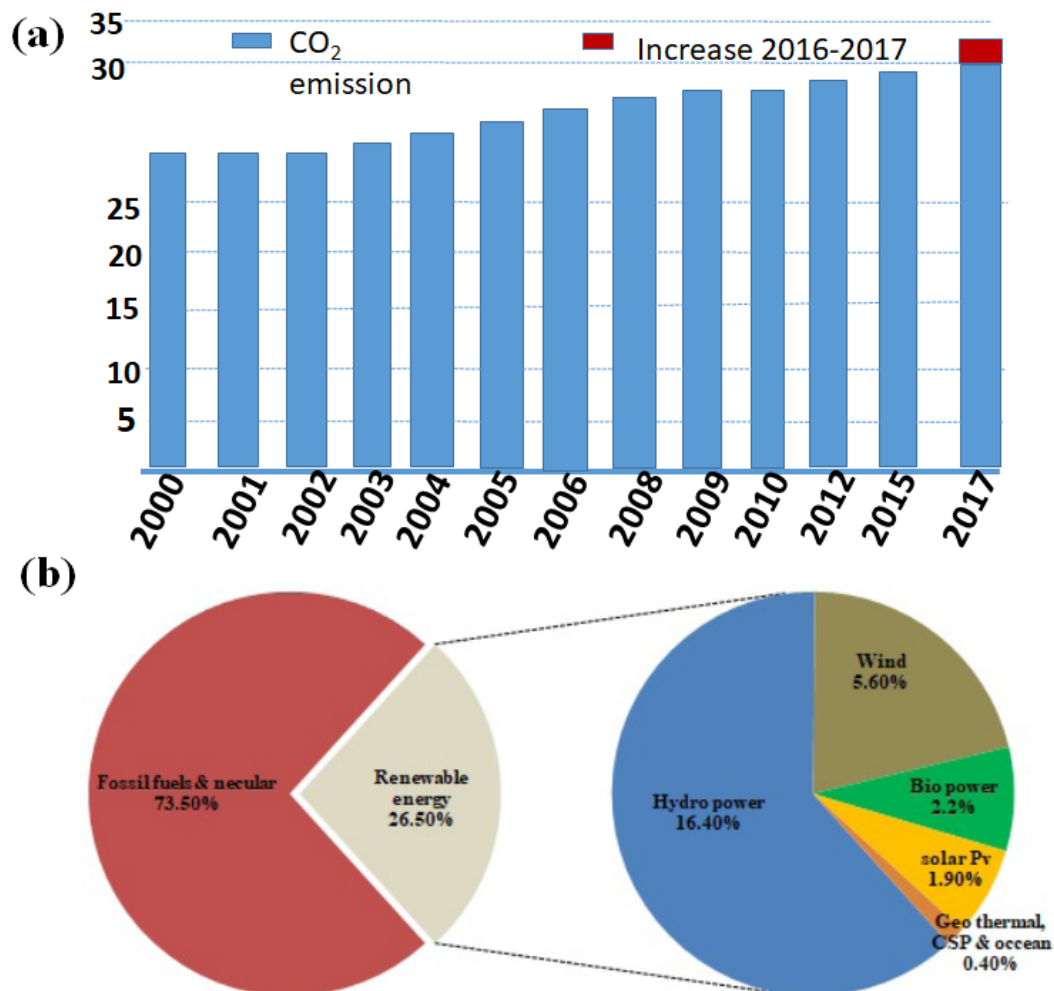 (a)
35
CO2
emission
Increase 2016-2017
30
25
20
15
10
5
2000
2001
2002
2003
2004
2005
2006
2008
2009
2010
2012
2015
2017
(b)
Fossil fuels & necular
73.50%
Renewable
energy
26.50%
Wind
5.60%
Bio power
2.2%
Hydro power
16.40%
solar Pv
1.90%
Geo thermal,
CSP & occean
0.40%